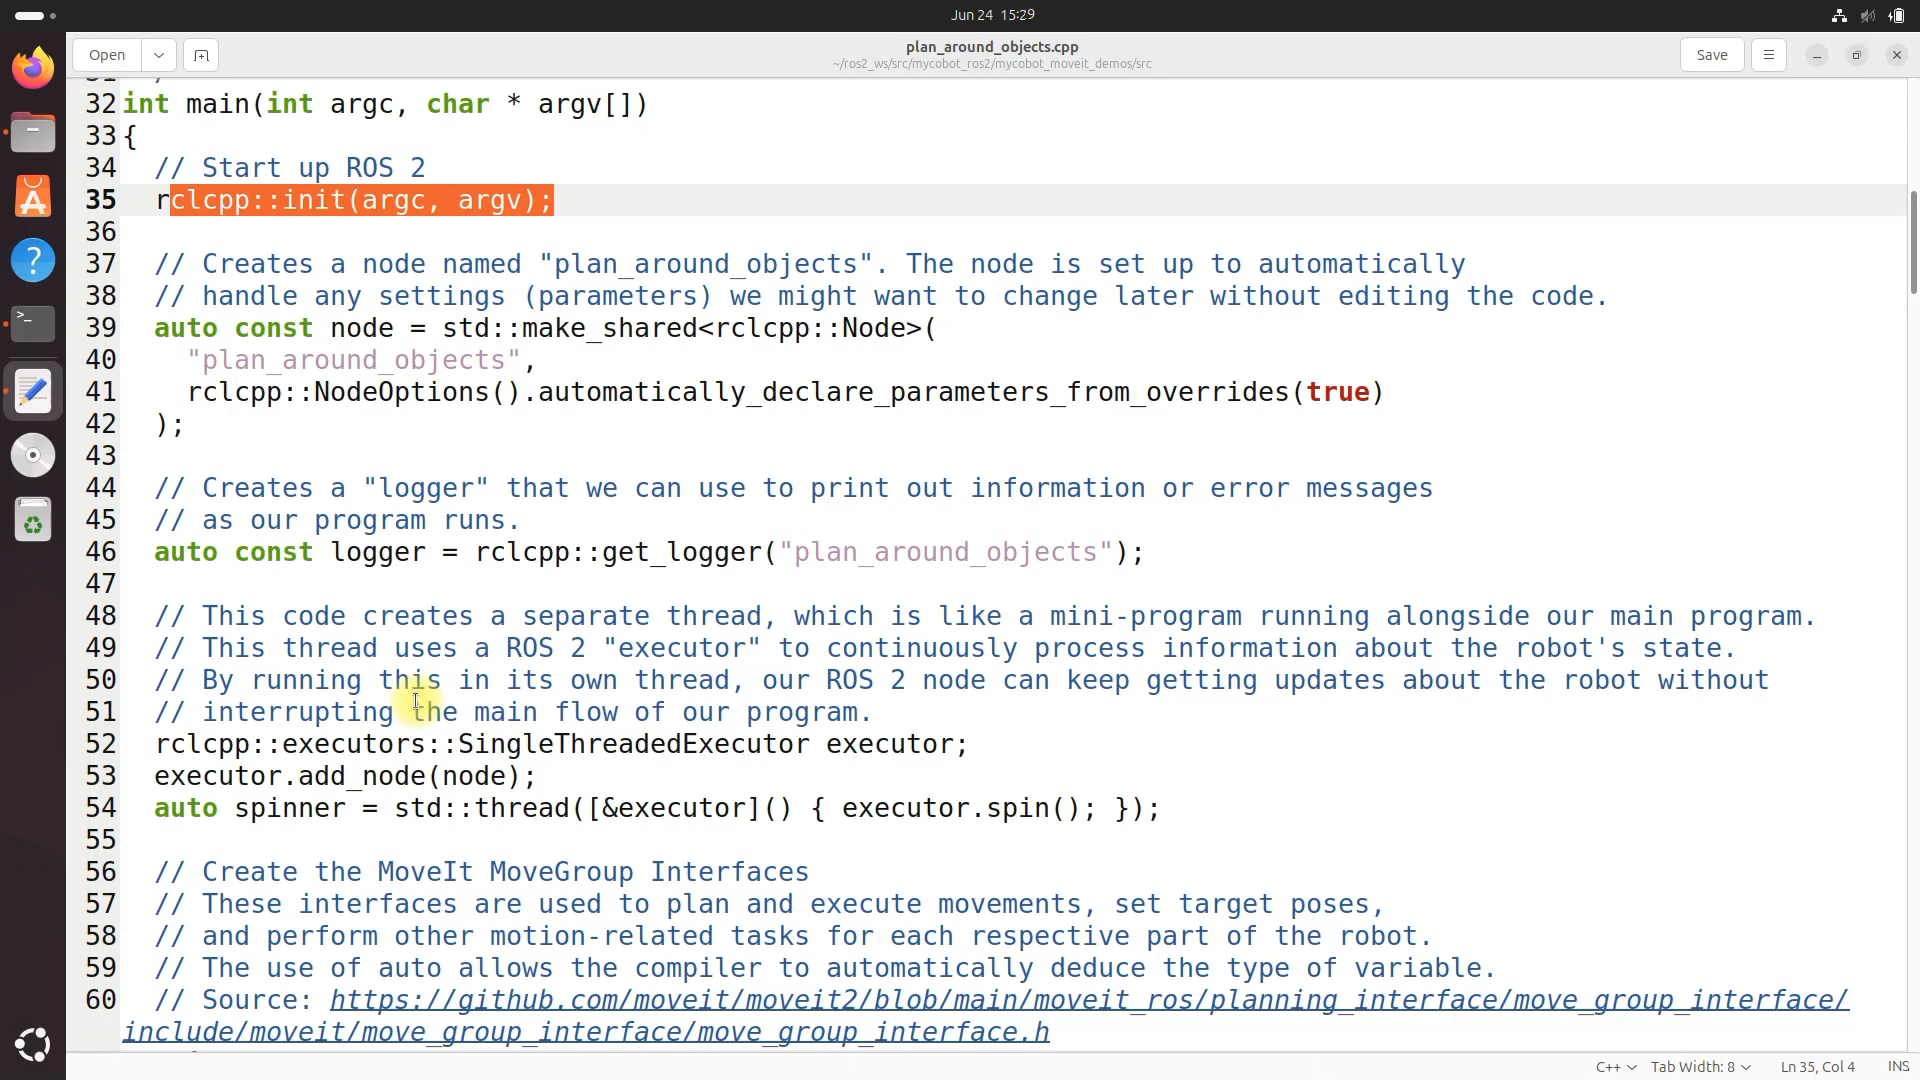 Jun 24 15:29
Open
plan_around_objects.cpp
~/ros2_ws/src/mycobot_ros2/mycobot_moveit_demos/src
Save
32 int main(int argc, char * argv[])
33 {
34 // Start up ROS 2
35 rclcpp::init(argc, argv);
36
37 // Creates a node named "plan_around_objects". The node is set up to automatically
38 // handle any settings (parameters) we might want to change later without editing the code.
39 auto const node = std::make_shared<rclcpp::Node>(
40 "plan_around_objects",
41 rclcpp::NodeOptions().automatically_declare_parameters_from_overrides(true)
42 );
43
44 // Creates a "logger" that we can use to print out information or error messages
45 // as our program runs.
46 auto const logger = rclcpp::get_logger("plan_around_objects");
47
48 // This code creates a separate thread, which is like a mini-program running alongside our main program.
49 // This thread uses a ROS 2 "executor" to continuously process information about the robot's state.
50 // By running this in its own thread, our ROS 2 node can keep getting updates about the robot without
51 // interrupting the main flow of our program.
52 rclcpp::executors::SingleThreadedExecutor executor;
53 executor.add_node(node);
54 auto spinner = std::thread([&executor]() { executor.spin(); });
55
56 // Create the MoveIt MoveGroup Interfaces
57 // These interfaces are used to plan and execute movements, set target poses,
58 // and perform other motion-related tasks for each respective part of the robot.
59 // The use of auto allows the compiler to automatically deduce the type of variable.
60 // Source: https://github.com/moveit/moveit2/blob/main/moveit_ros/planning_interface/move_group_interface/
include/moveit/move_group_interface/move_group_interface.h
C++ Tab Width: 8 Ln 35, Col 4 INS